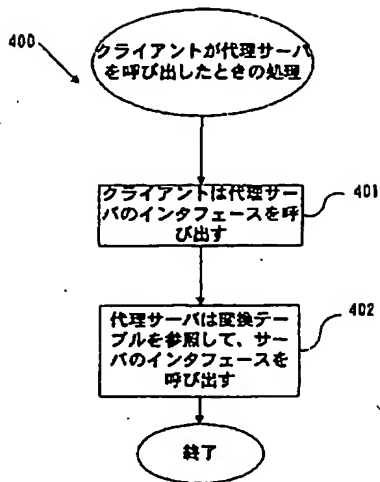 400
クライアントが代理サーバ
を呼び出したときの処理
クライアントは代理サー
バのインタフェースを呼
び出す
401
代理サーバは変換テー
ブルを参照して、サー
バのインタフェースを
呼び出す
402
終了